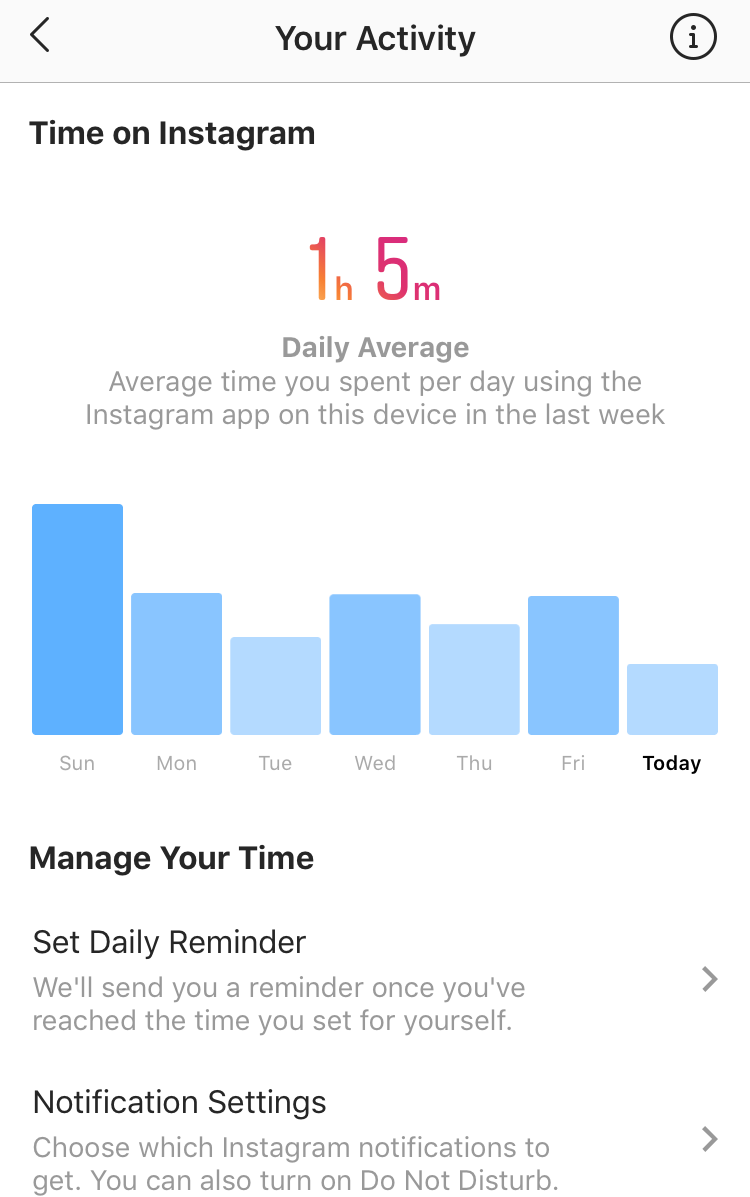 Your Activity
Time on Instagram
1h 5m
Daily Average
Average time you spent per day using the
Instagram app on this device in the last week
Sun Mon Tue Wed Thu Fri Today
Manage Your Time
Set Daily Reminder
We'll send you a reminder once you've
reached the time you set for yourself.
Notification Settings
Choose which Instagram notifications to
get. You can also turn on Do Not Disturb.